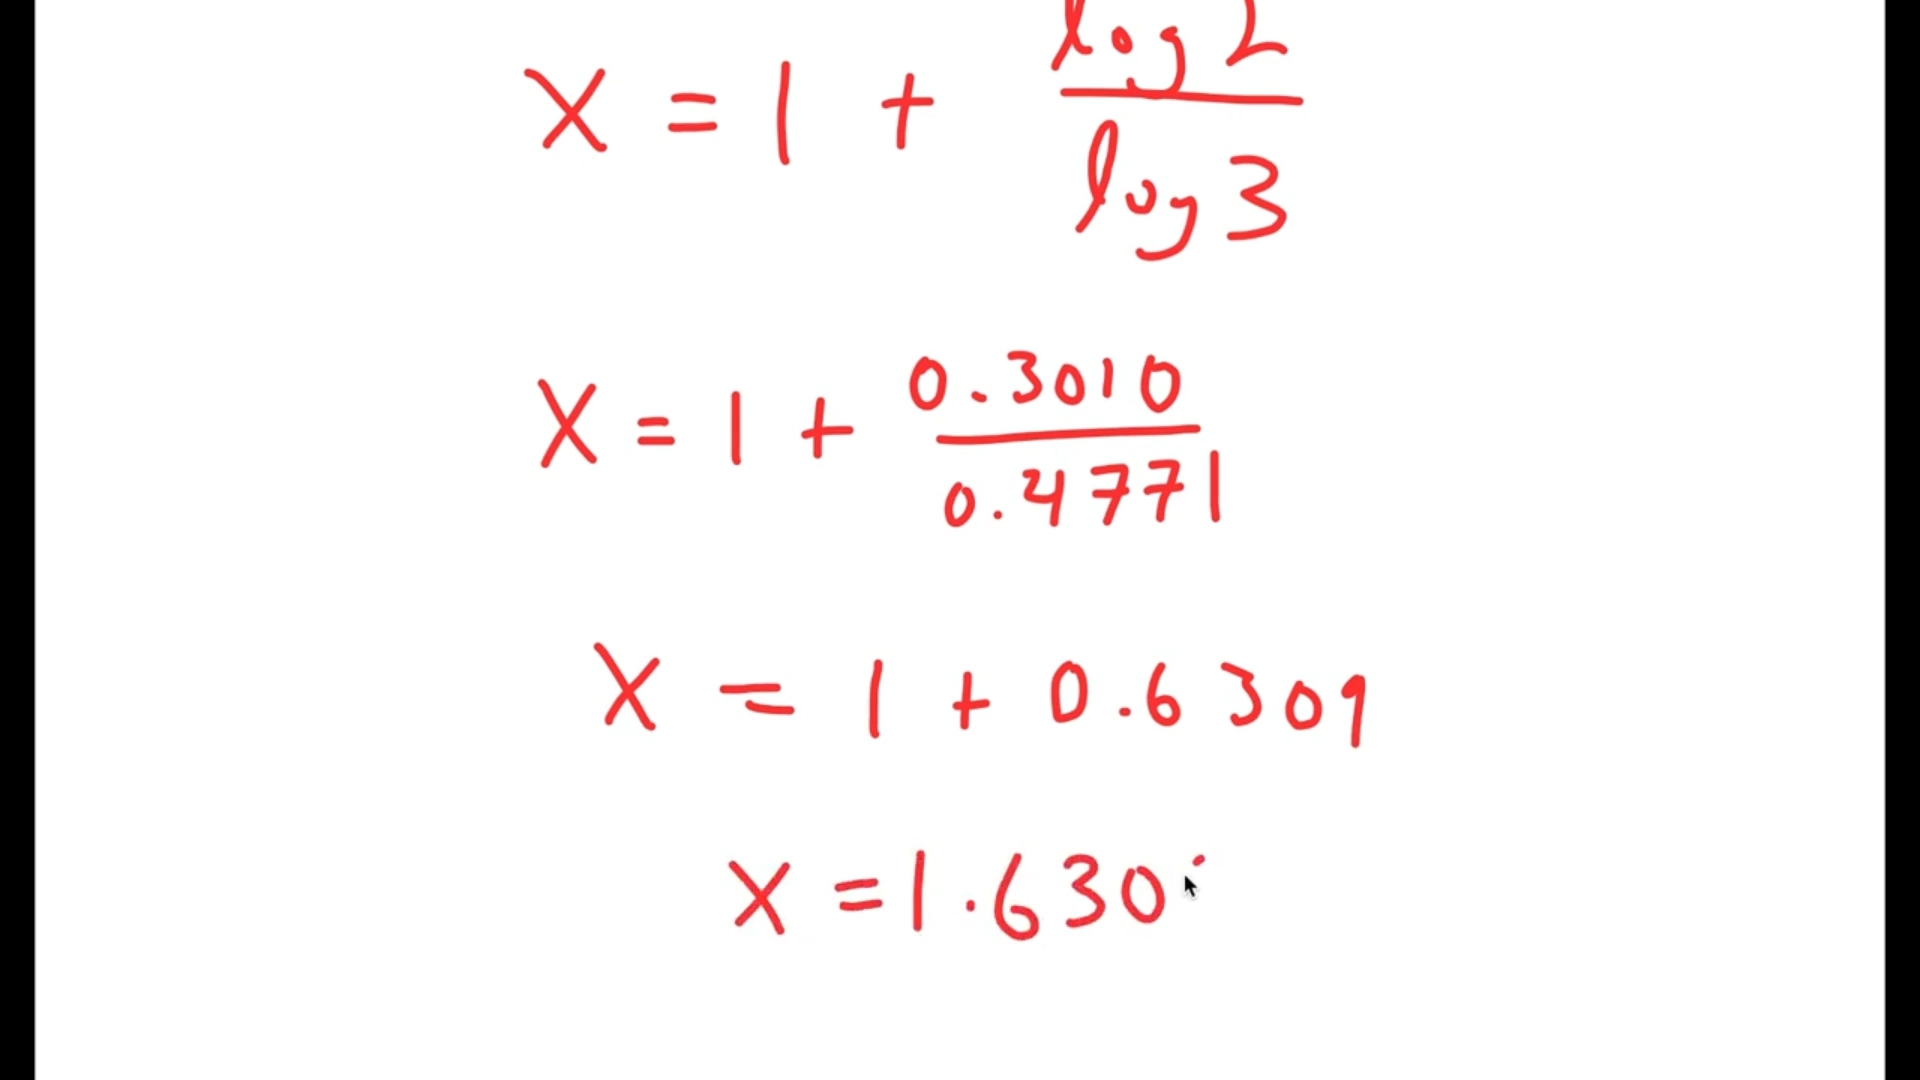 X = 1 + log 2 / log 3
X = 1 + 0.3010 / 0.4771
X = 1 + 0.6309
X = 1.630